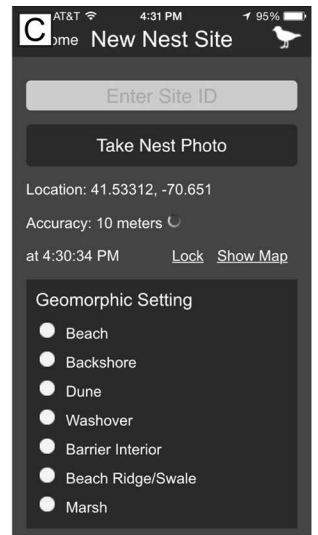 AT&T 4:31 PM 95%
C ome New Nest Site
Enter Site ID
Take Nest Photo
Location: 41.53312, -70.651
Accuracy: 10 meters
at 4:30:34 PM Lock Show Map
Geomorphic Setting
Beach
Backshore
Dune
Washover
Barrier Interior
Beach Ridge/Swale
Marsh